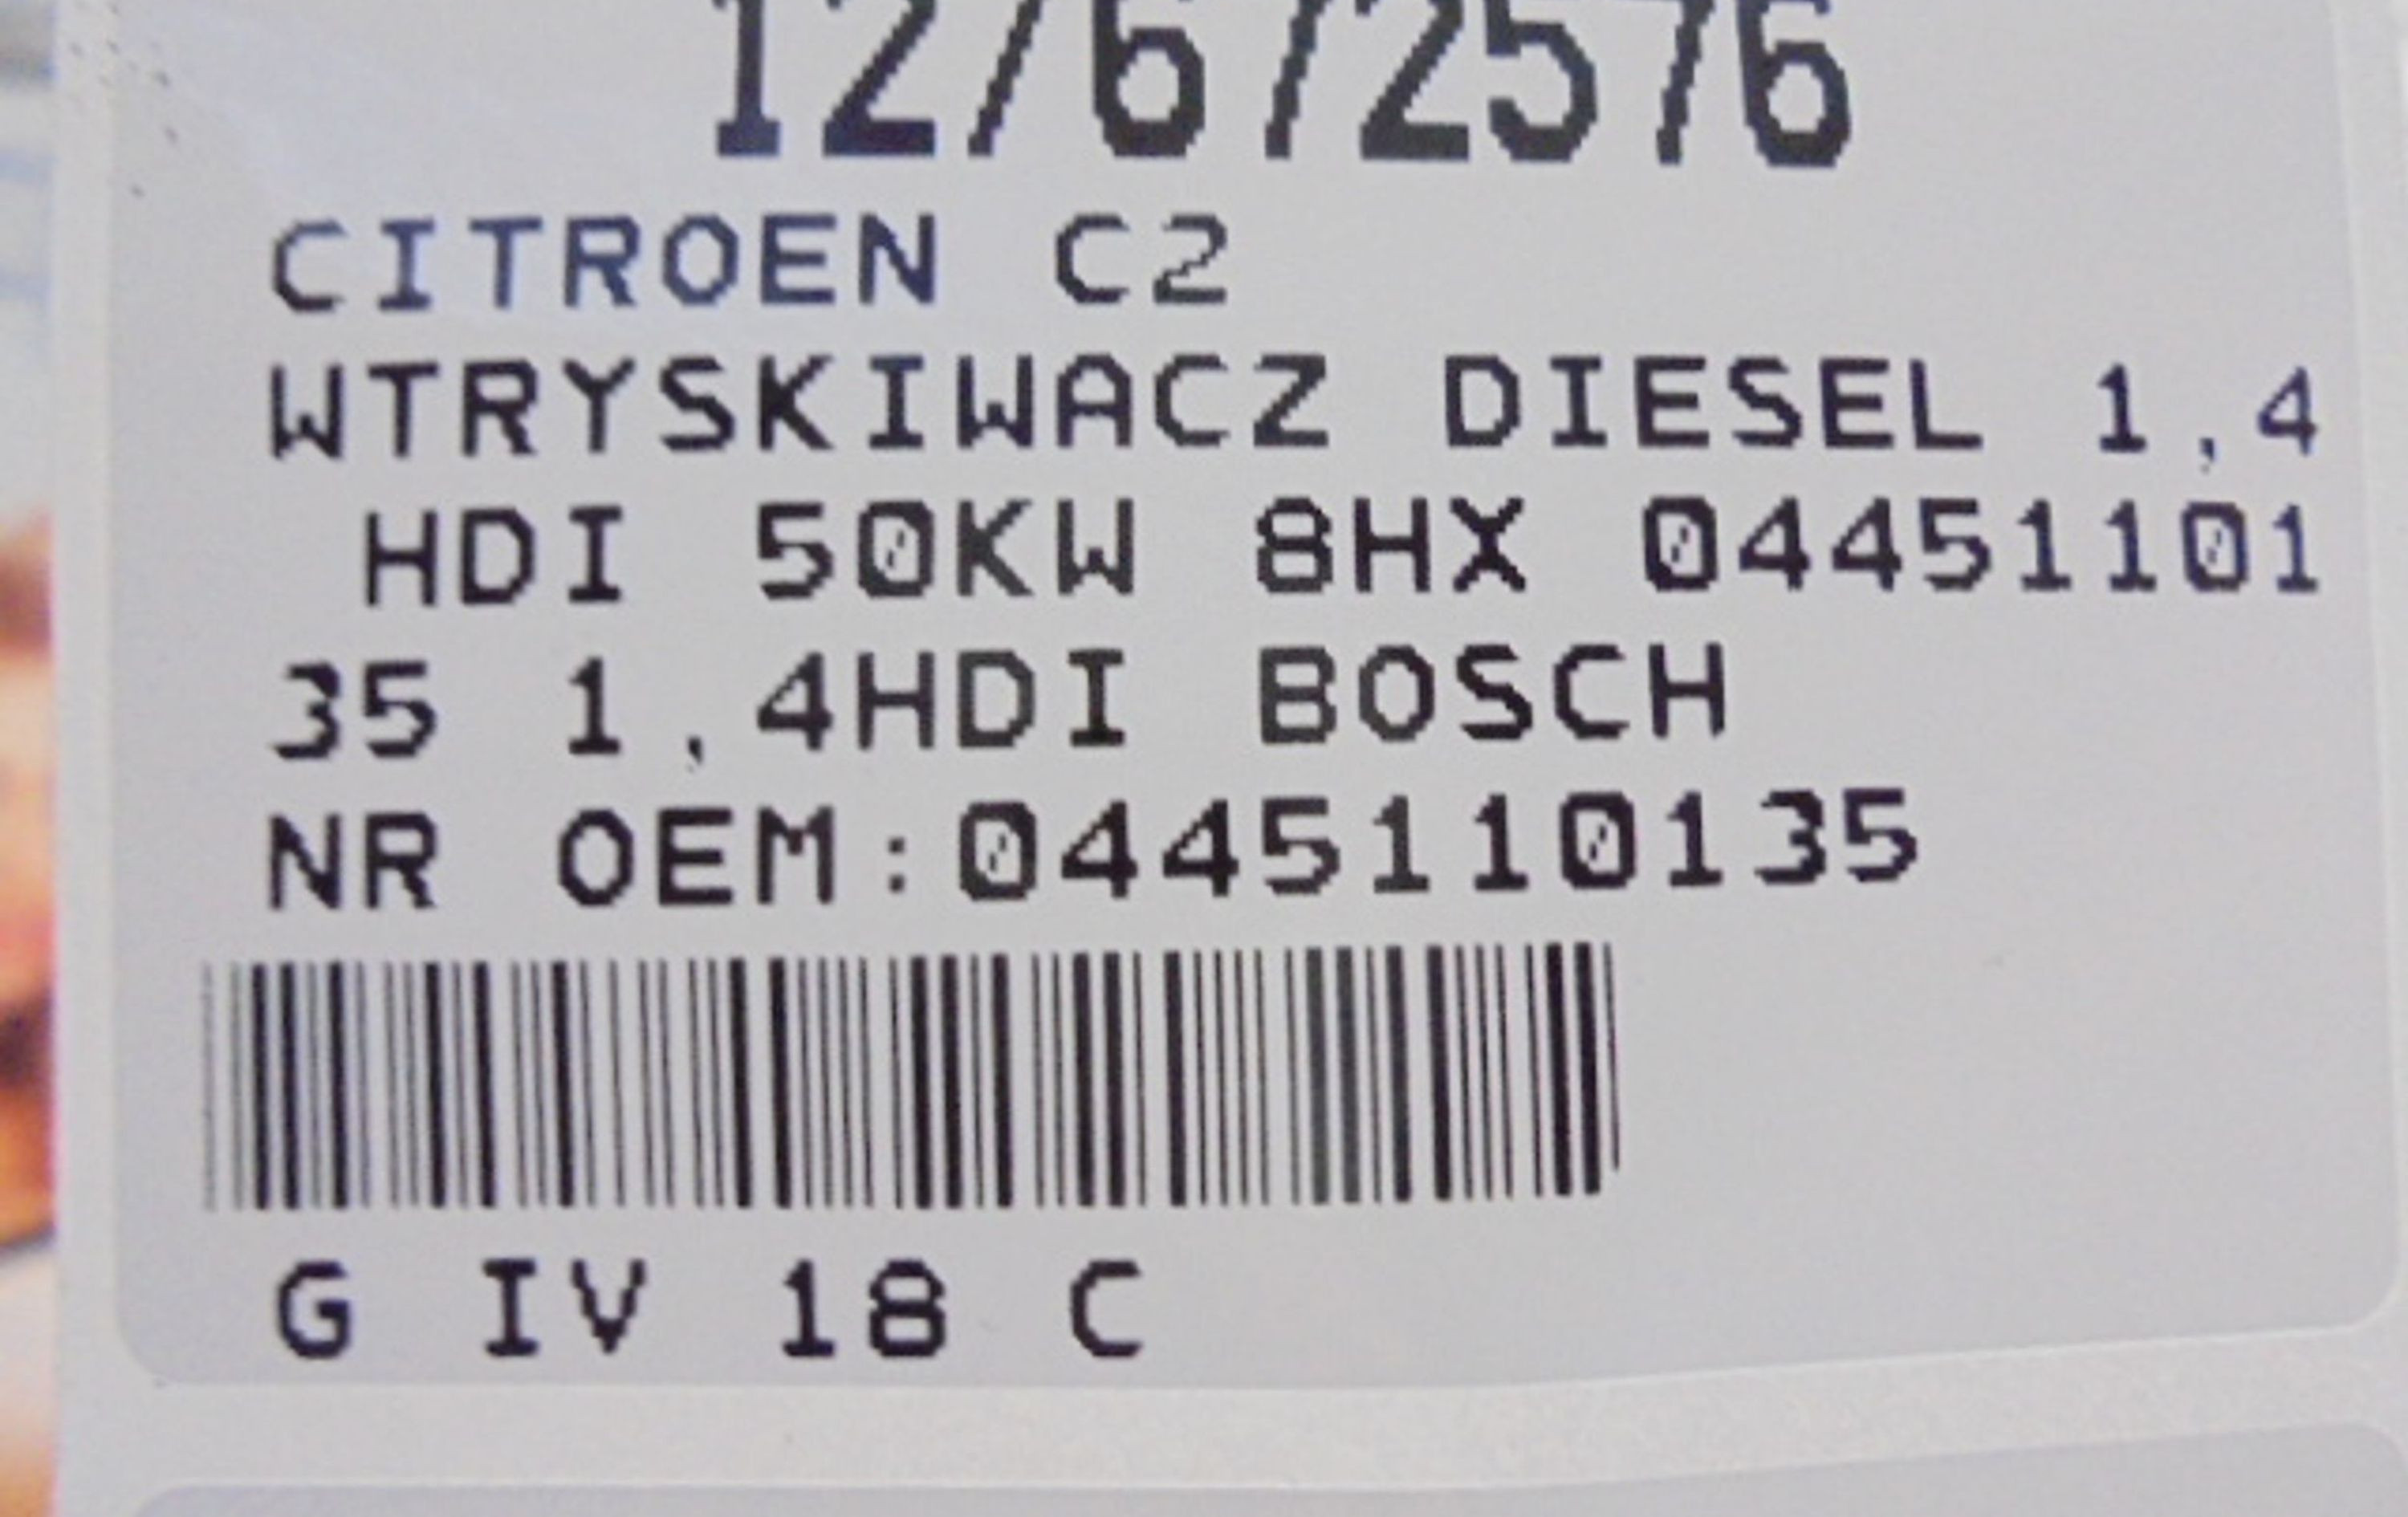 127672576
CITROEN C2
WTRYSKIWACZ DIESEL 1,4
HDI 50KW 8HX 04451101
35 1,4HDI BOSCH
NR OEM:0445110135
G IV 18 C